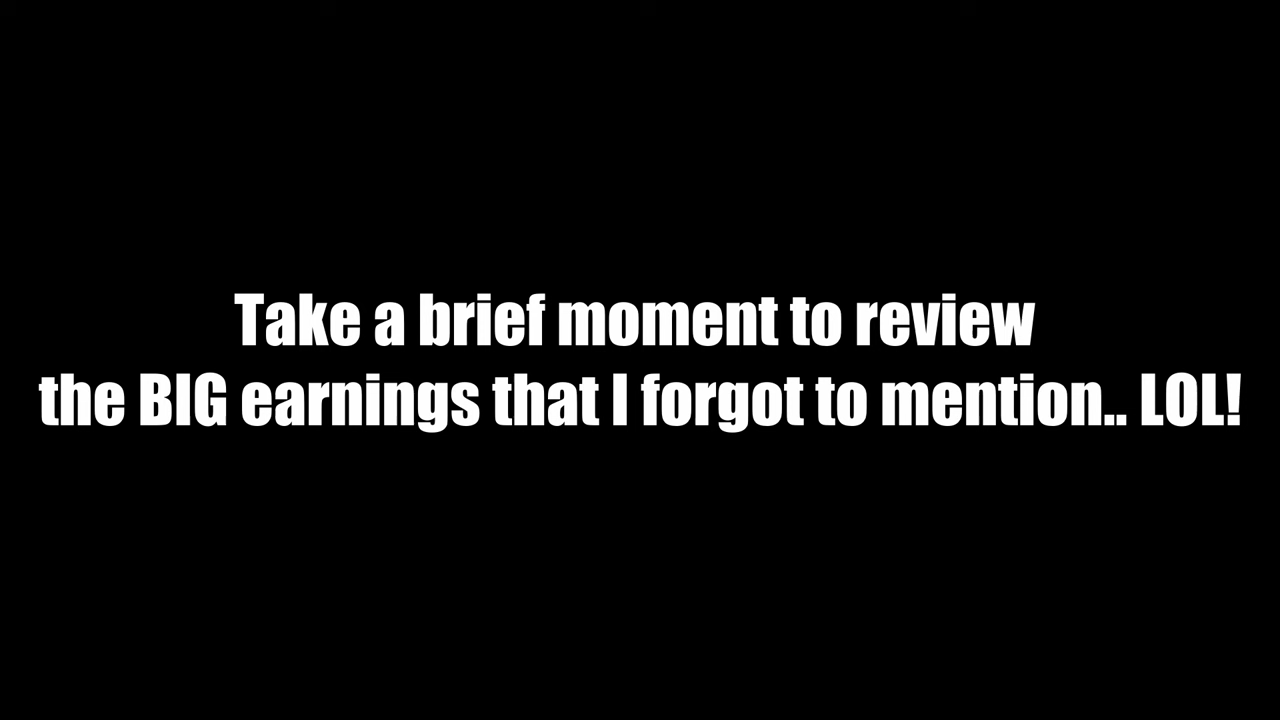 Take a brief moment to review
the BIG earnings that I forgot to mention.. LOL!